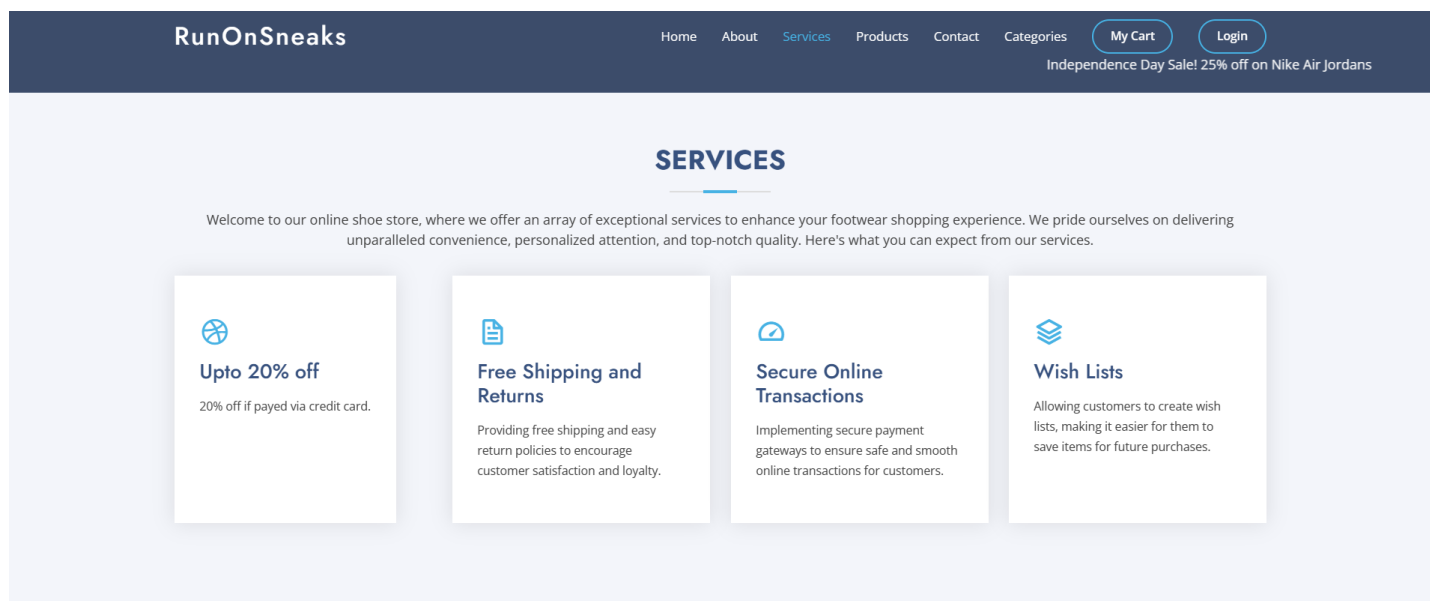 RunOnSneaks
Home About Services Products Contact Categories My Cart Login
Independence Day Sale! 25% off on Nike Air Jordans
SERVICES
Welcome to our online shoe store, where we offer an array of exceptional services to enhance your footwear shopping experience. We pride ourselves on delivering
unparalleled convenience, personalized attention, and top-notch quality. Here's what you can expect from our services.
Upto 20% off
20% off if payed via credit card.
Free Shipping and
Returns
Providing free shipping and easy
return policies to encourage
customer satisfaction and loyalty.
Secure Online
Transactions
Implementing secure payment
gateways to ensure safe and smooth
online transactions for customers.
Wish Lists
Allowing customers to create wish
lists, making it easier for them to
save items for future purchases.